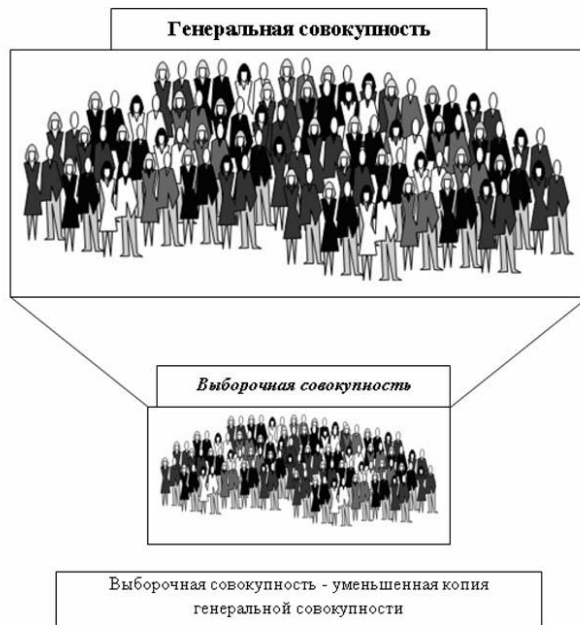 Генеральная совокупность
Выборочная совокупность
Выборочная совокупность - уменьшенная копия
генеральной совокупности